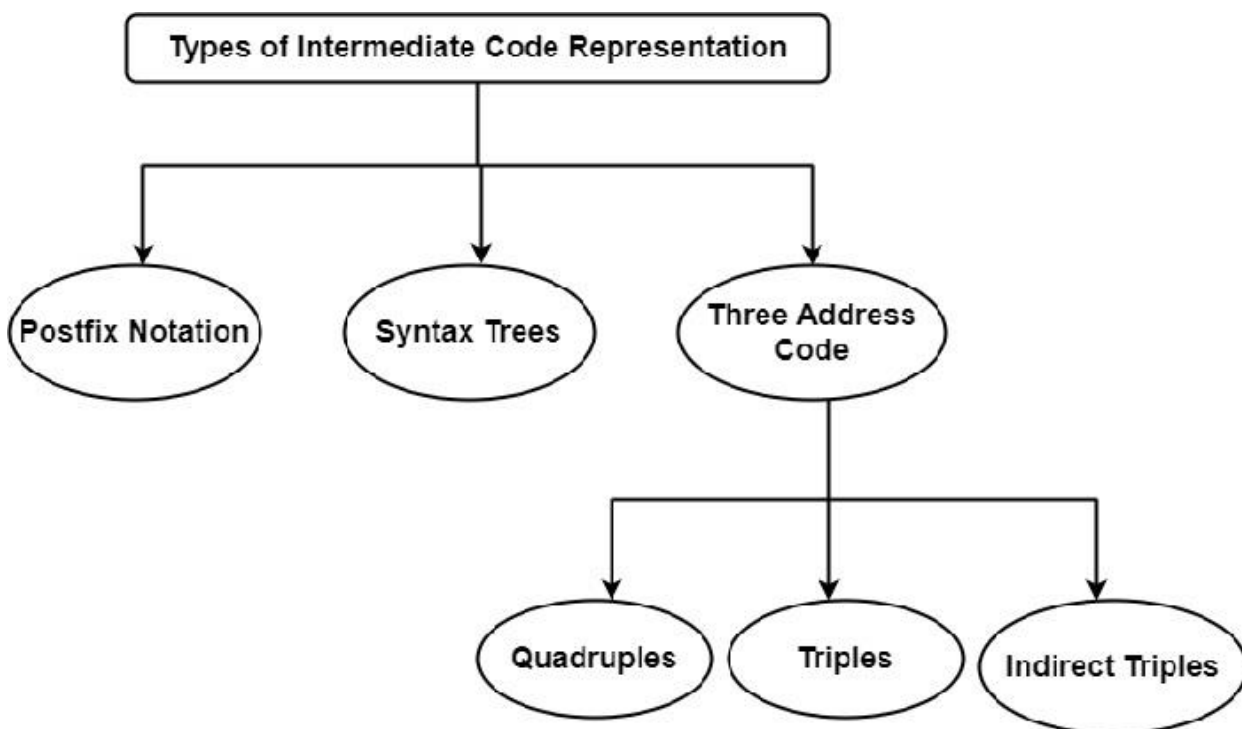 Types of Intermediate Code Representation
Postfix Notation
Syntax Trees
Three Address
Code
Quadruples
Triples
Indirect Triples